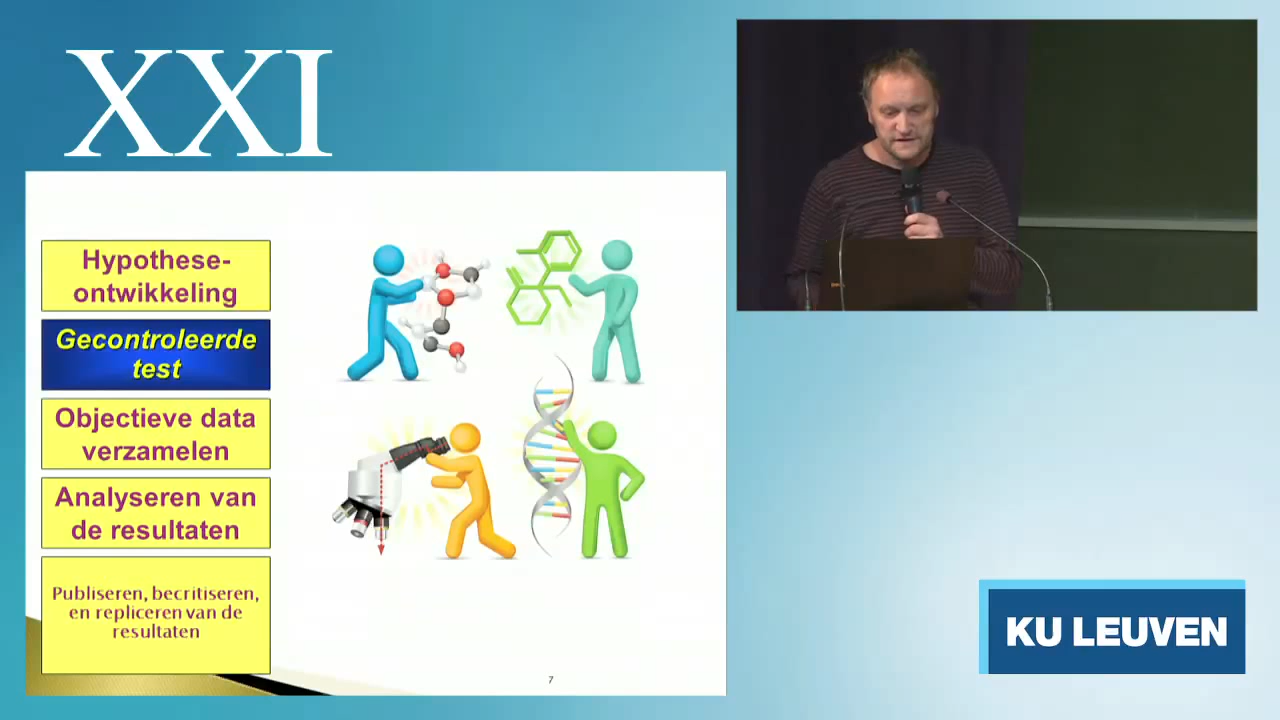 XXI
Hypothese-
ontwikkeling
Gecontroleerde
test
Objectieve data
verzamelen
Analyseren van
de resultaten
Publiseren, becritiseren,
en repliceren van de
resultaten
7
KU LEUVEN